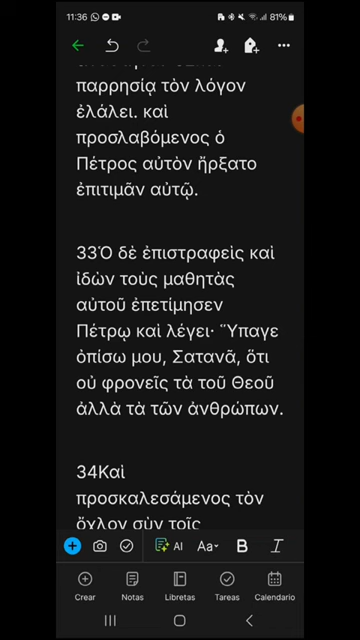 11:36
81%
παρρησίᾳ τὸν λόγον
ἐλάλει. καὶ
προσλαβόμενος ὁ
Πέτρος αὐτὸν ἤρξατο
ἐπιτιμᾶν αὐτῷ.
33Ὁ δὲ ἐπιστραφεὶς καὶ
ἰδὼν τοὺς μαθητὰς
αὐτοῦ ἐπετίμησεν
Πέτρῳ καὶ λέγει· Ὕπαγε
ὀπίσω μου, Σατανᾶ, ὅτι
οὐ φρονεῖς τὰ τοῦ Θεοῦ
ἀλλὰ τὰ τῶν ἀνθρώπων.
34Καὶ
προσκαλεσάμενος τὸν
ὄχλον σὺν τοῖς
AI Aa B I
Crear Notas Libretas Tareas Calendario